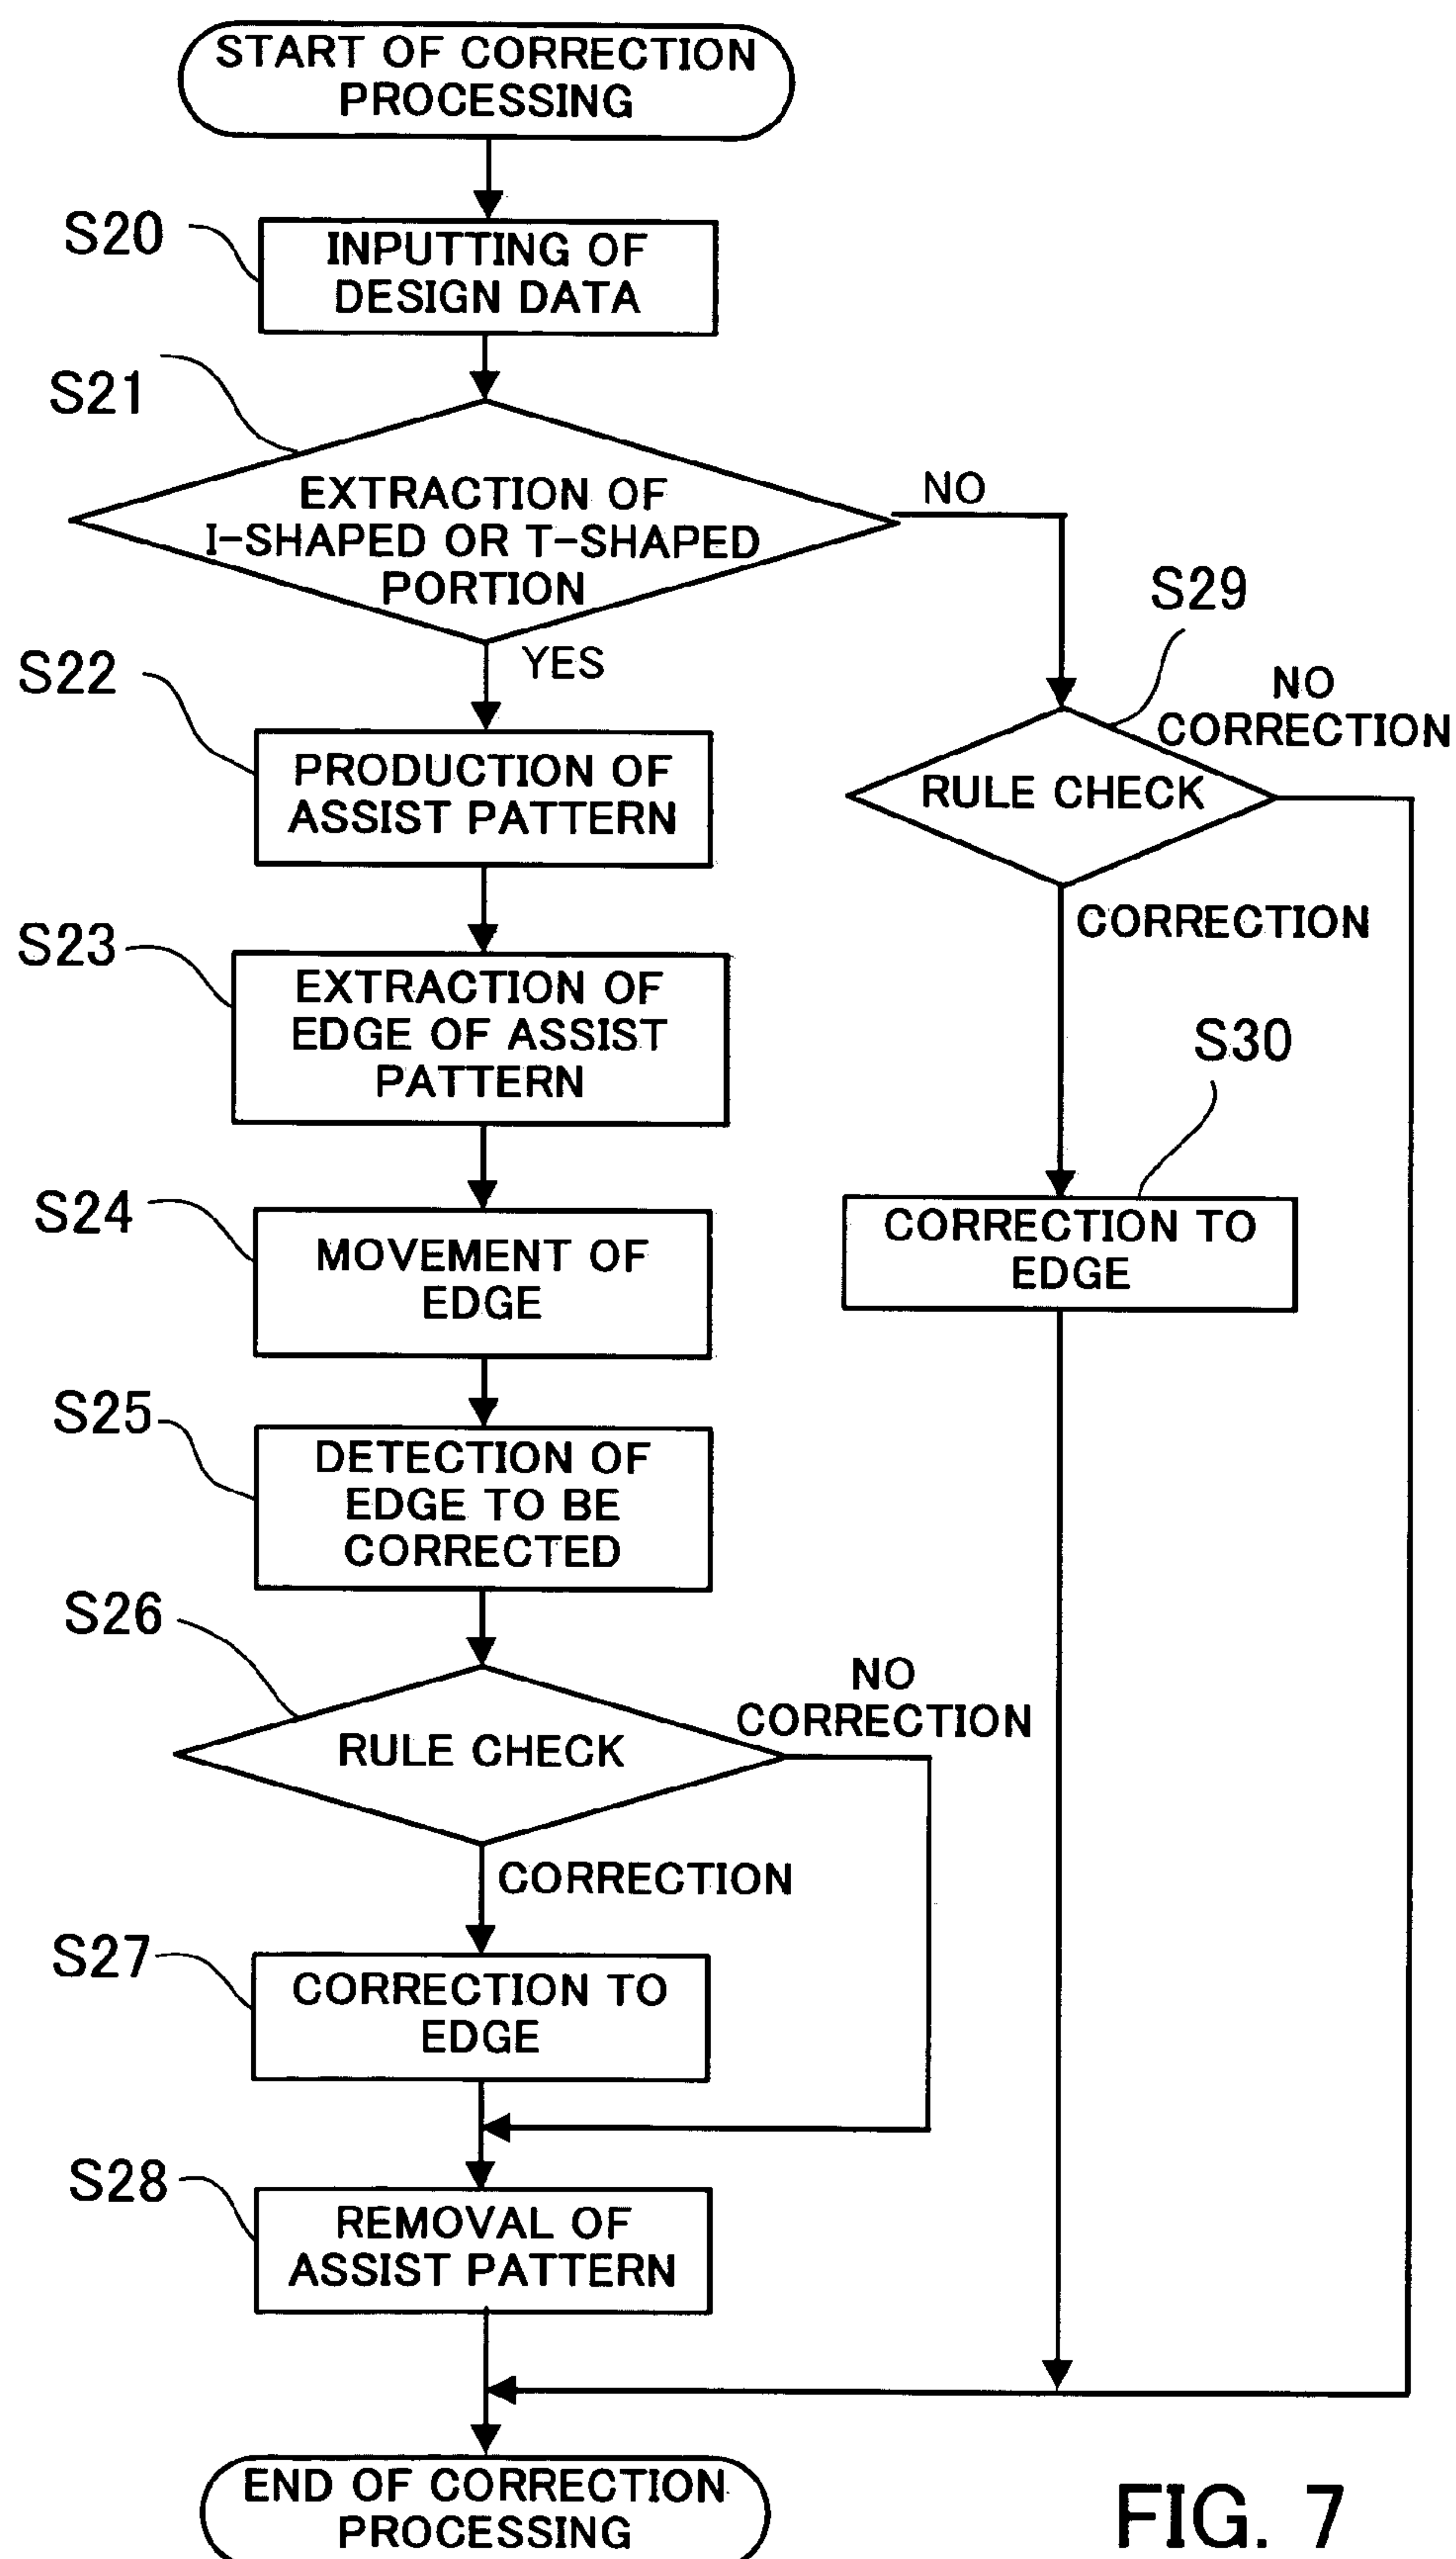 START OF CORRECTION
PROCESSING
S20
INPUTTING OF
DESIGN DATA
S21
EXTRACTION OF
I-SHAPED OR T-SHAPED
PORTION
NO
YES
S22
PRODUCTION OF
ASSIST PATTERN
S29
NO
CORRECTION
RULE CHECK
CORRECTION
S23
EXTRACTION OF
EDGE OF ASSIST
PATTERN
S30
CORRECTION TO
EDGE
S24
MOVEMENT OF
EDGE
S25
DETECTION OF
EDGE TO BE
CORRECTED
S26
RULE CHECK
NO
CORRECTION
CORRECTION
S27
CORRECTION TO
EDGE
S28
REMOVAL OF
ASSIST PATTERN
END OF CORRECTION
PROCESSING
FIG. 7